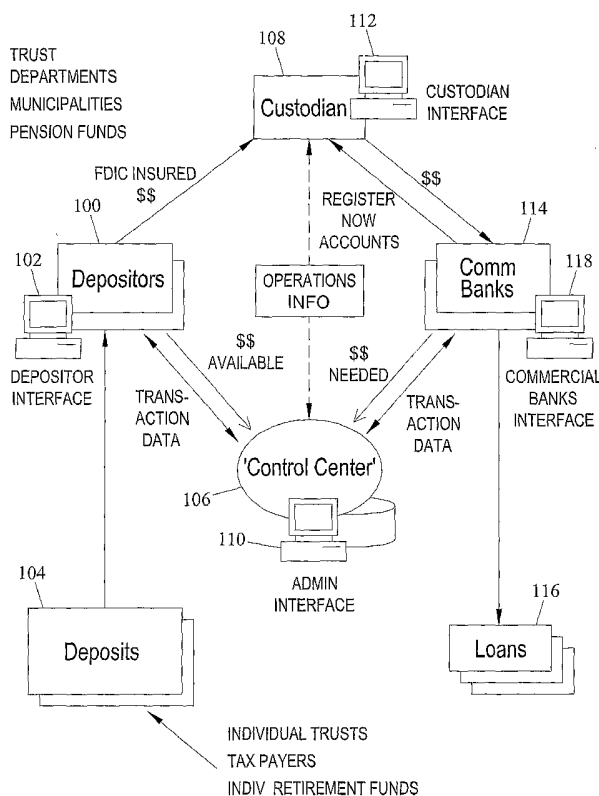 112
108
TRUST
DEPARTMENTS
MUNICIPALITIES
PENSION FUNDS
Custodian
CUSTODIAN
INTERFACE
FDIC INSURED
$$
$$
100
REGISTER
NOW
ACCOUNTS
114
102
Depositors
Comm
Banks
118
OPERATIONS
INFO
$$
AVAILABLE
$$
NEEDED
DEPOSITOR
INTERFACE
COMMERCIAL
BANKS
INTERFACE
TRANS-
ACTION
DATA
TRANS-
ACTION
DATA
'Control Center'
106
110
ADMIN
INTERFACE
104
116
Deposits
Loans
INDIVIDUAL TRUSTS
TAX PAYERS
INDIV RETIREMENT FUNDS